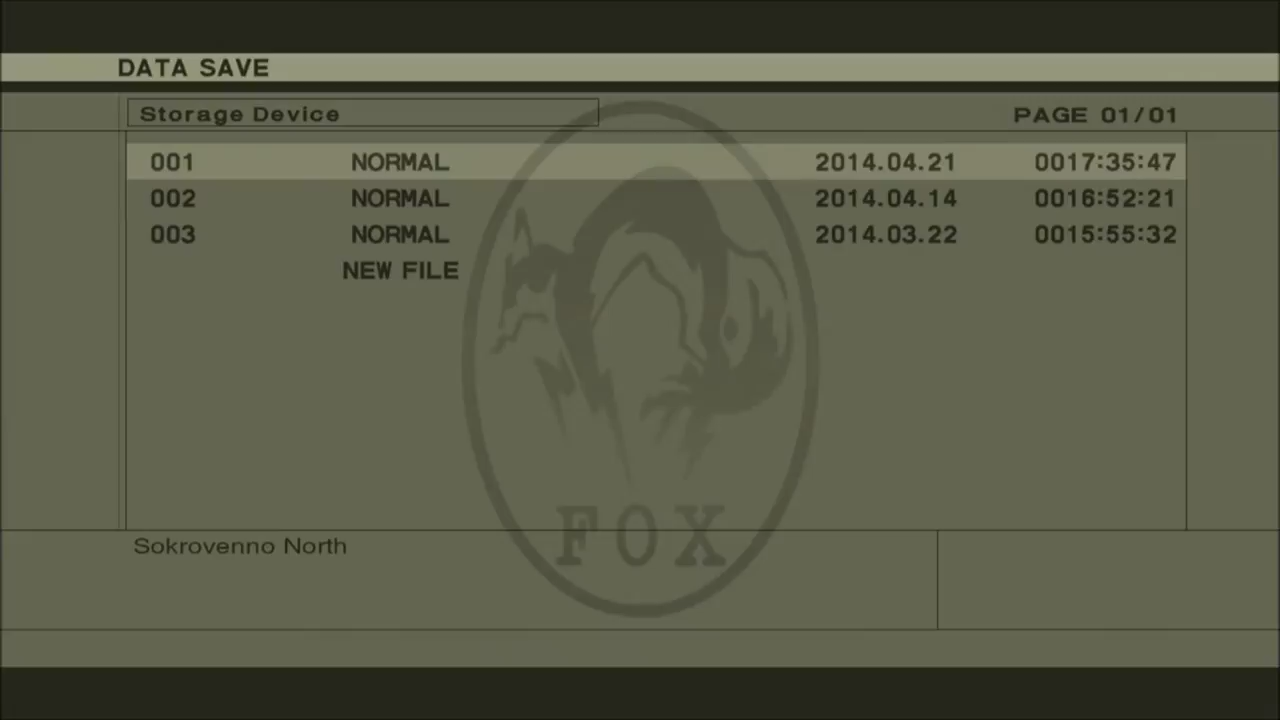 DATA SAVE
Storage Device PAGE 01/01
001 NORMAL 2014.04.21 0017:35:47
002 NORMAL 2014.04.14 0016:52:21
003 NORMAL 2014.03.22 0015:55:32
NEW FILE
FOX
Sokrovenno North